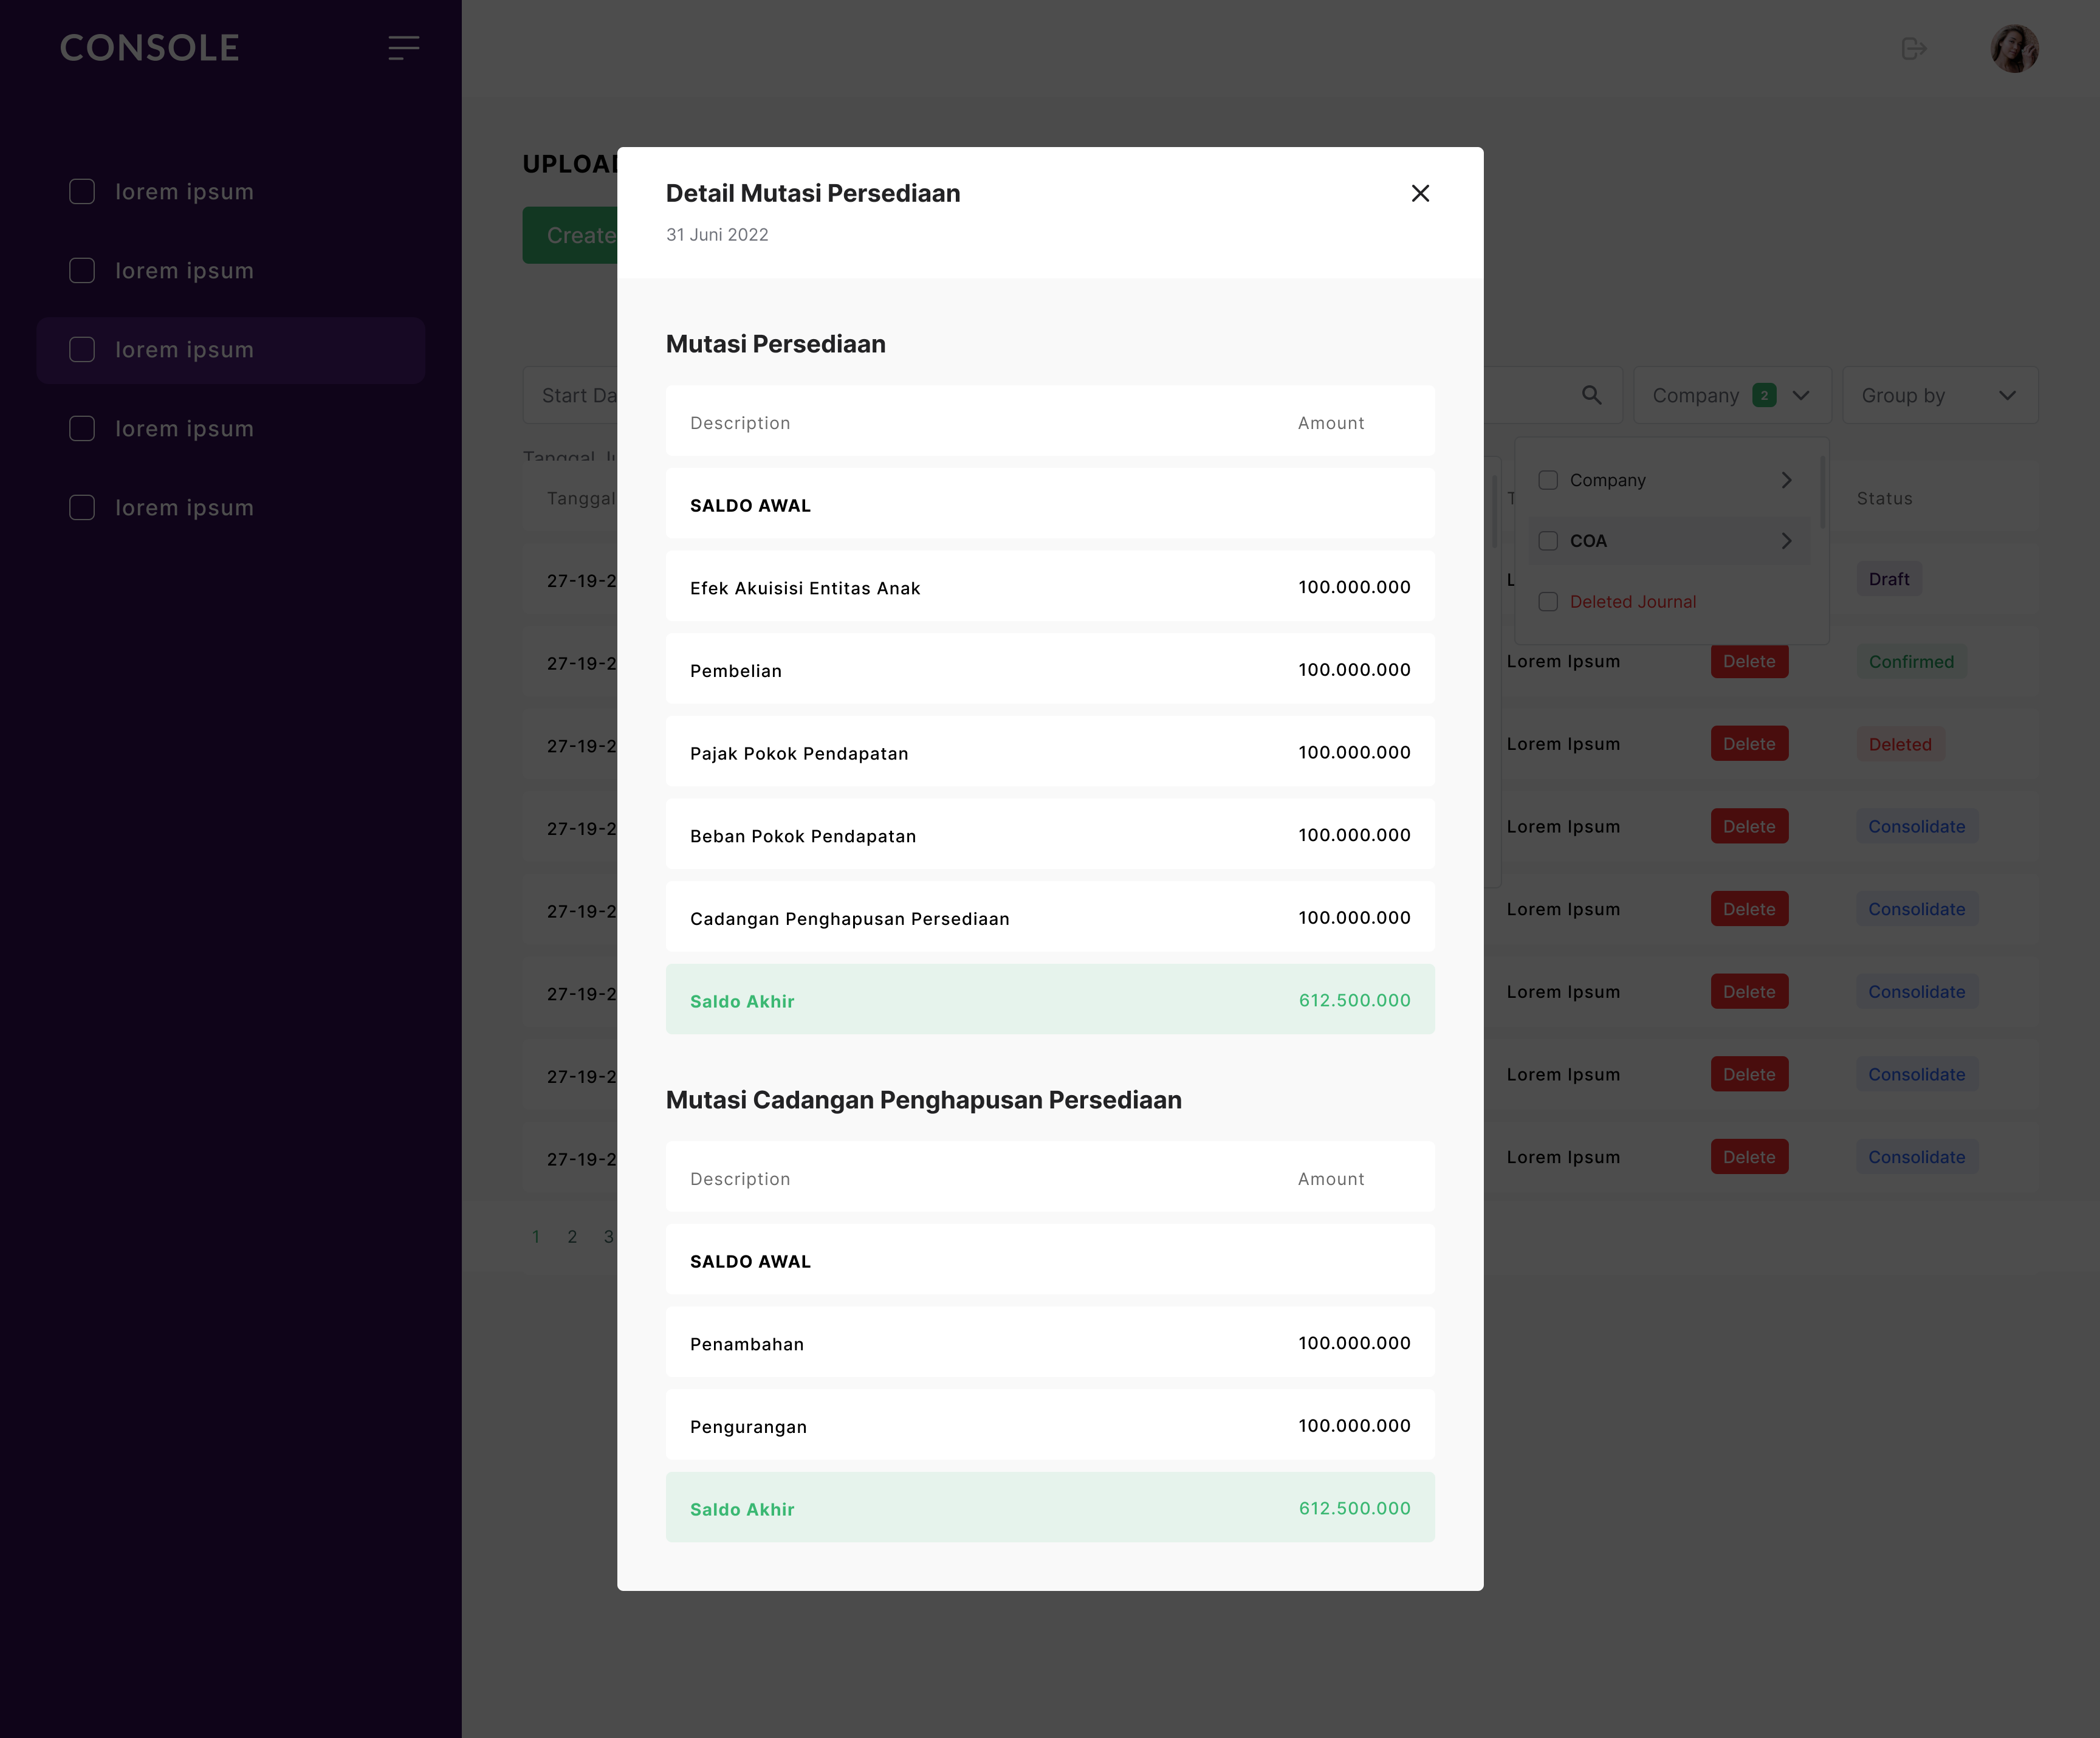 CONSOLE
lorem ipsum
lorem ipsum
lorem ipsum
lorem ipsum
lorem ipsum
Create
Start
Company 2
Group by
Tanggal
Tanggal
Status
Company
COA
Deleted Journal
Draft
Lorem Ipsum Delete Confirmed
Lorem Ipsum Delete Deleted
Lorem Ipsum Delete Consolidate
Lorem Ipsum Delete Consolidate
Lorem Ipsum Delete Consolidate
Lorem Ipsum Delete Consolidate
Lorem Ipsum Delete Consolidate
27-19-2
27-19-2
27-19-2
27-19-2
27-19-2
27-19-2
27-19-2
27-19-2
1 2 3
Detail Mutasi Persediaan
31 Juni 2022
Mutasi Persediaan
Description Amount
SALDO AWAL
Efek Akuisisi Entitas Anak 100.000.000
Pembelian 100.000.000
Pajak Pokok Pendapatan 100.000.000
Beban Pokok Pendapatan 100.000.000
Cadangan Penghapusan Persediaan 100.000.000
Saldo Akhir 612.500.000
Mutasi Cadangan Penghapusan Persediaan
Description Amount
SALDO AWAL
Penambahan 100.000.000
Pengurangan 100.000.000
Saldo Akhir 612.500.000